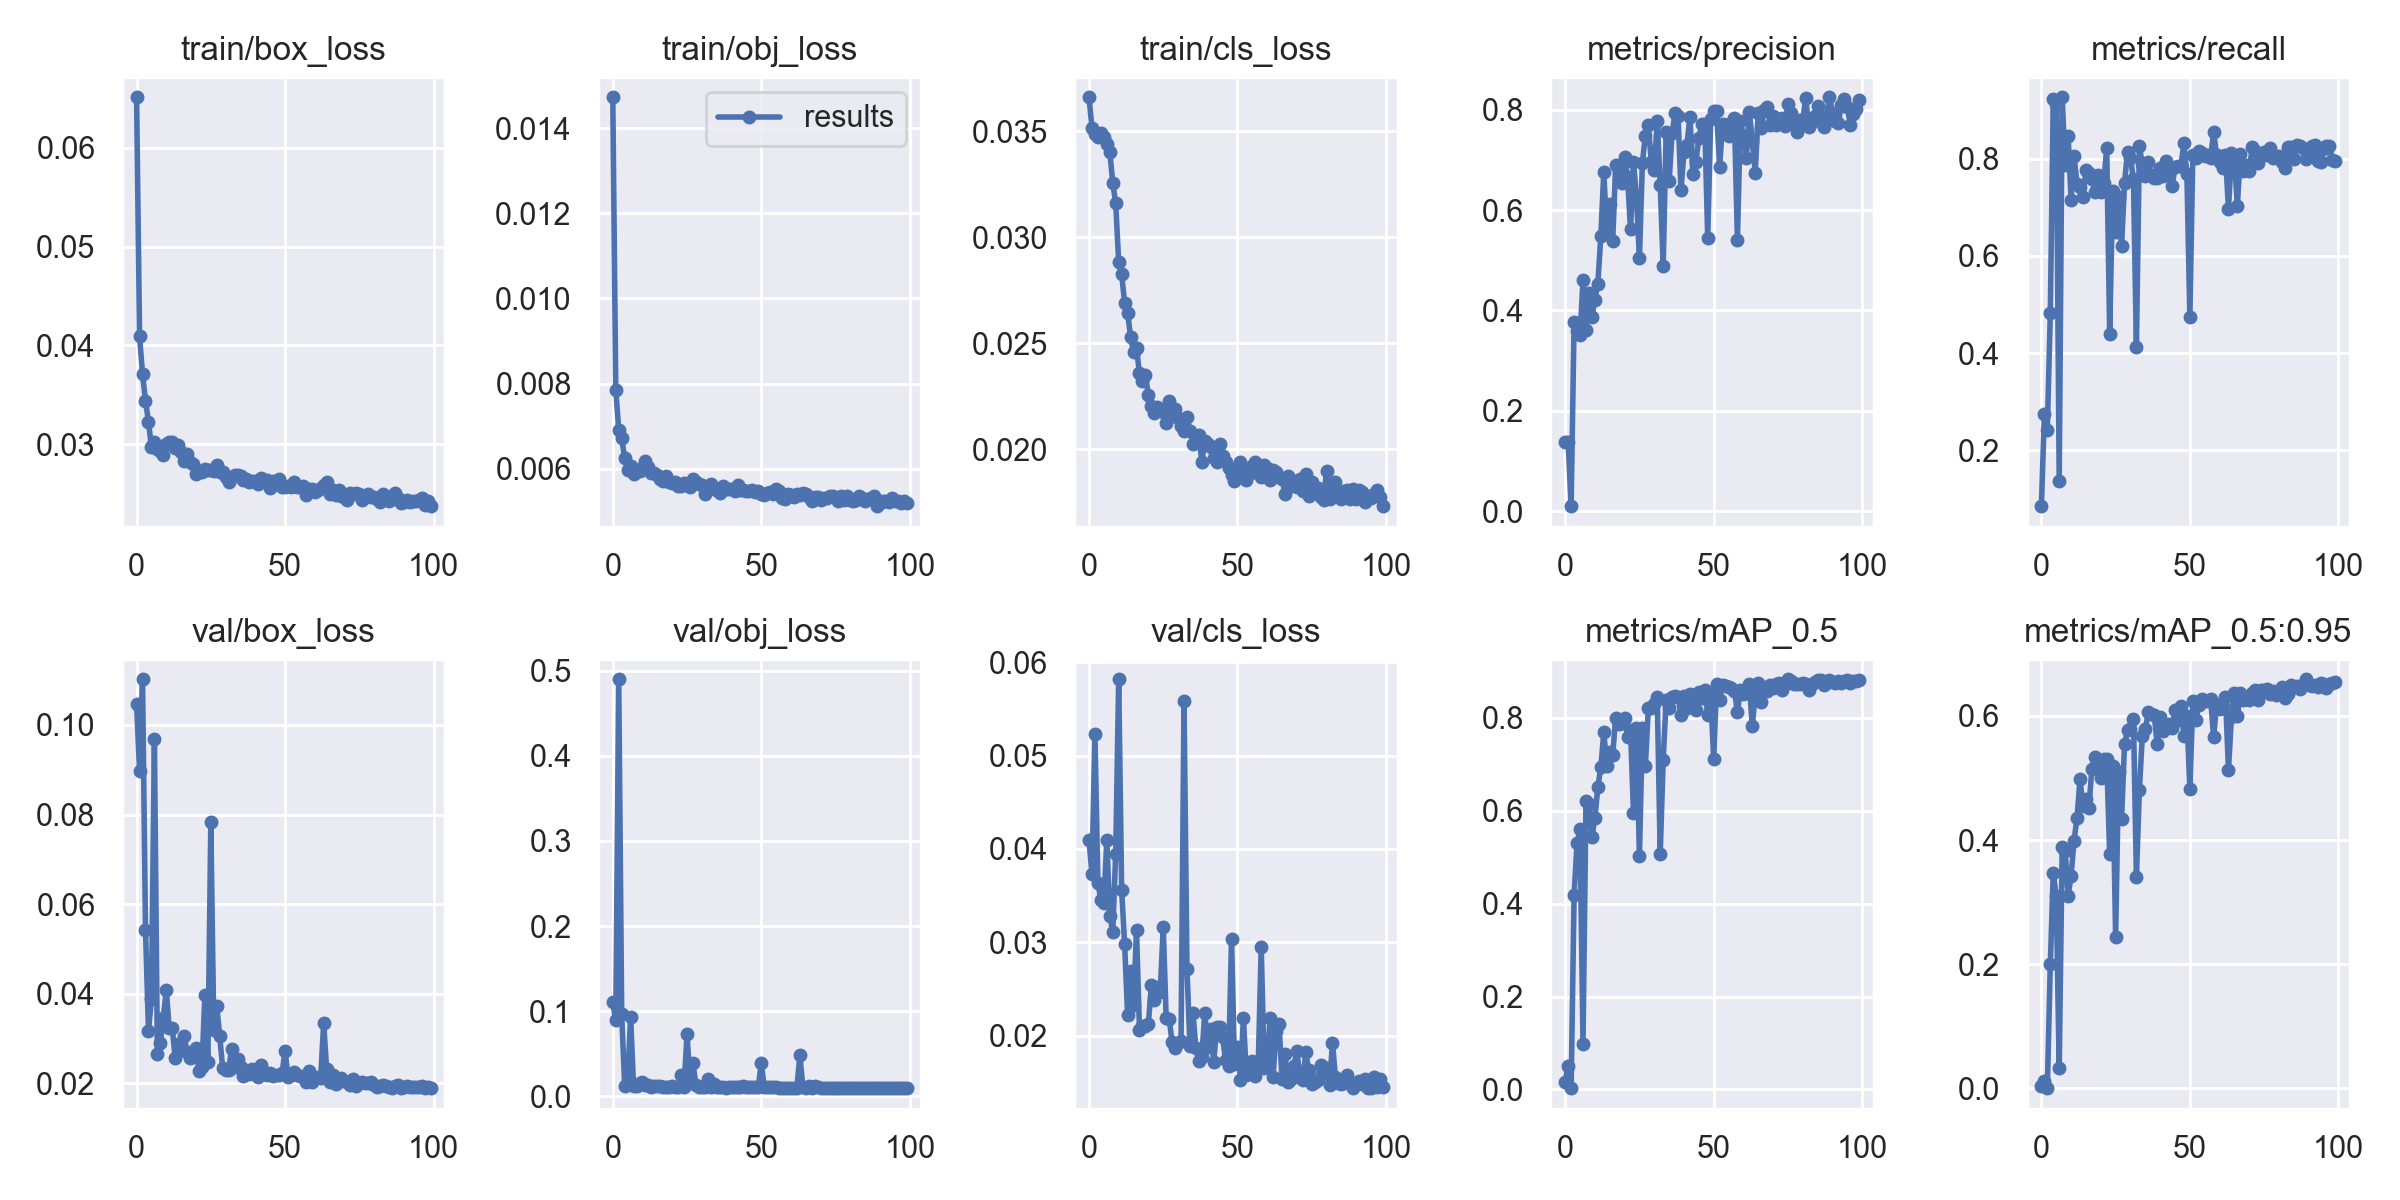 train/box_loss
0.06
0.05
0.04
0.03
0 50 100
train/obj_loss
results
0.014
0.012
0.010
0.008
0.006
0 50 100
train/cls_loss
0.035
0.030
0.025
0.020
0 50 100
metrics/precision
0.8
0.6
0.4
0.2
0.0
0 50 100
metrics/recall
0.8
0.6
0.4
0.2
0 50 100
val/box_loss
0.10
0.08
0.06
0.04
0.02
0 50 100
val/obj_loss
0.5
0.4
0.3
0.2
0.1
0.0
0 50 100
val/cls_loss
0.06
0.05
0.04
0.03
0.02
0 50 100
metrics/mAP_0.5
0.8
0.6
0.4
0.2
0.0
0 50 100
metrics/mAP_0.5:0.95
0.6
0.4
0.2
0.0
0 50 100